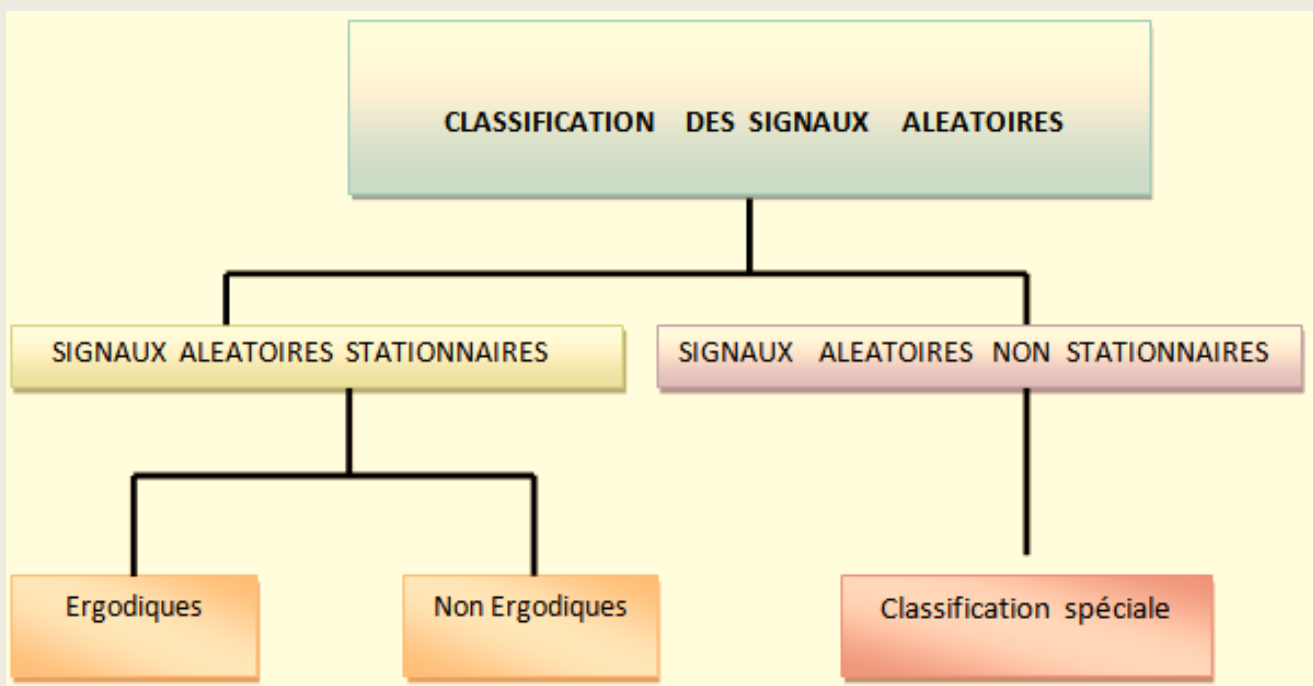 CLASSIFICATION DES SIGNAUX ALEATOIRES
SIGNAUX ALEATOIRES STATIONNAIRES
SIGNAUX ALEATOIRES NON STATIONNAIRES
Ergodiques
Non Ergodiques
Classification spéciale